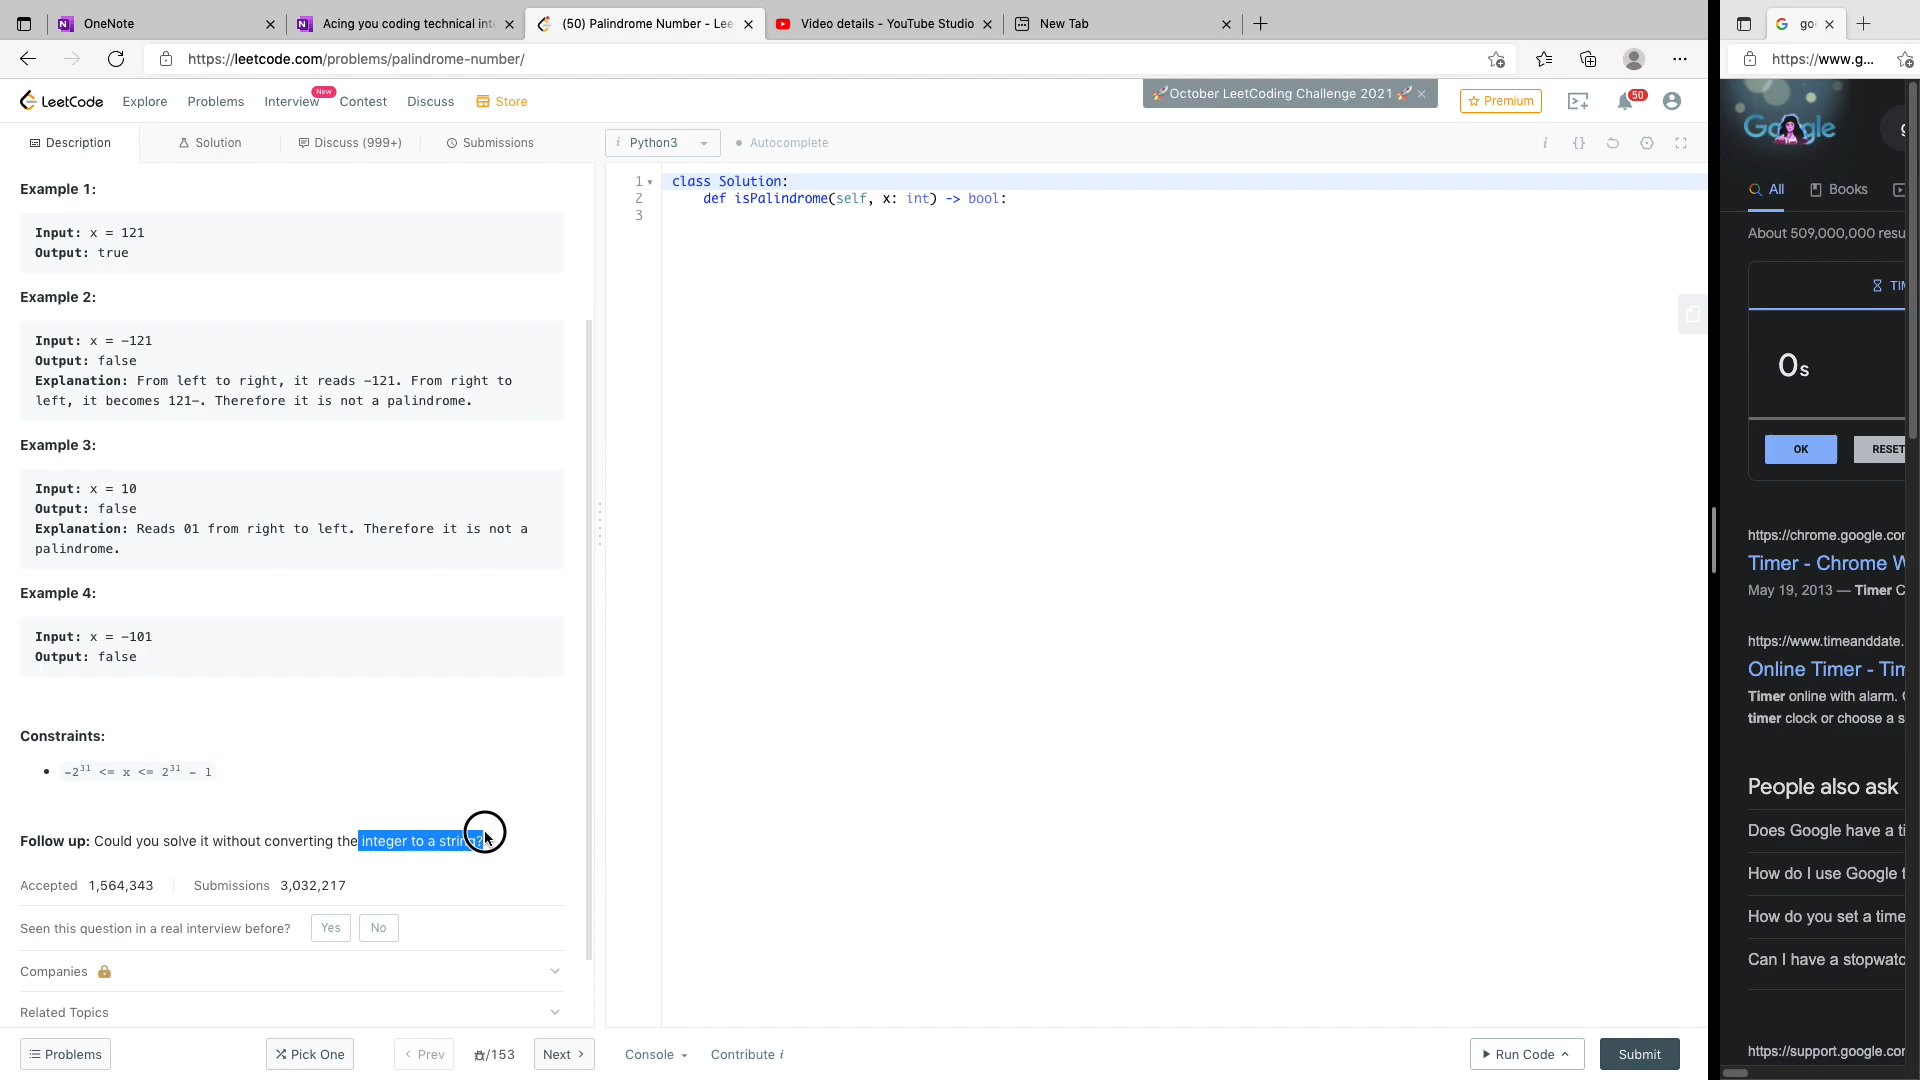 OneNote
Acing you coding technical int
(50) Palindrome Number - Lee
Video details - YouTube Studio
New Tab
https://leetcode.com/problems/palindrome-number/
LeetCode
Explore
Problems
Interview
New
Contest
Discuss
Store
🚀October LeetCoding Challenge 2021🚀
Premium
50
Description
Solution
Discuss (999+)
Submissions
i Python3
Autocomplete
i
{}
Example 1:
Input: x = 121
Output: true
Example 2:
Input: x = -121
Output: false
Explanation: From left to right, it reads -121. From right to
left, it becomes 121-. Therefore it is not a palindrome.
Example 3:
Input: x = 10
Output: false
Explanation: Reads 01 from right to left. Therefore it is not a
palindrome.
Example 4:
Input: x = -101
Output: false
Constraints:
-2³¹ <= x <= 2³¹ - 1
Follow up: Could you solve it without converting the integer to a string?
Accepted 1,564,343
Submissions 3,032,217
Seen this question in a real interview before?
Yes
No
Companies
Related Topics
Problems
Pick One
Prev
/153
Next
1 class Solution:
2 def isPalindrome(self, x: int) -> bool:
3
Console
Contribute i
Run Code
Submit
go
https://www.g...
Google
g
All
Books
About 509,000,000 resu
TIM
0s
OK
RESET
https://chrome.google.cor
Timer - Chrome W
May 19, 2013 — Timer C
https://www.timeanddate.
Online Timer - Tim
Timer online with alarm.
timer clock or choose a s
People also ask
Does Google have a ti
How do I use Google t
How do you set a time
Can I have a stopwatc
https://support.google.cor